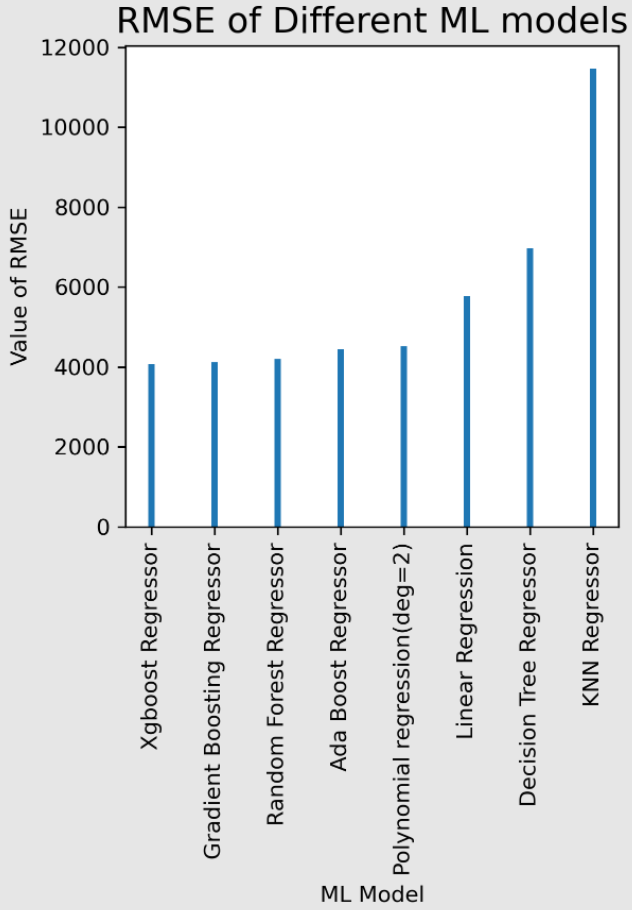 RMSE of Different ML models
Value of RMSE
12000
10000
8000
6000
4000
2000
0
Xgboost Regressor
Gradient Boosting Regressor
Random Forest Regressor
Ada Boost Regressor
Polynomial regression(deg=2)
Linear Regression
Decision Tree Regressor
KNN Regressor
ML Model